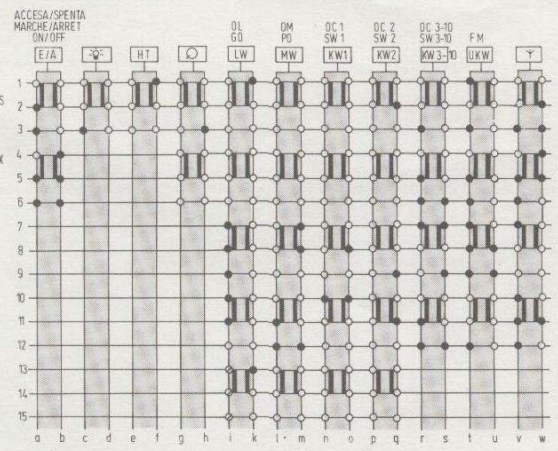 ACCESA/SPENTA
MARCHE/ARRET
ON/OFF
OL
GO
OM
PO
OC 1
SW 1
OC 2
SW 2
OC 3-10
SW 3-10
FM
E/A HT LW MW KW1 KW2 KW3-10 UKW
1
2
3
4
5
6
7
8
9
10
11
12
13
14
15
a b c d e f g h i k l m n o p q r s t u v w